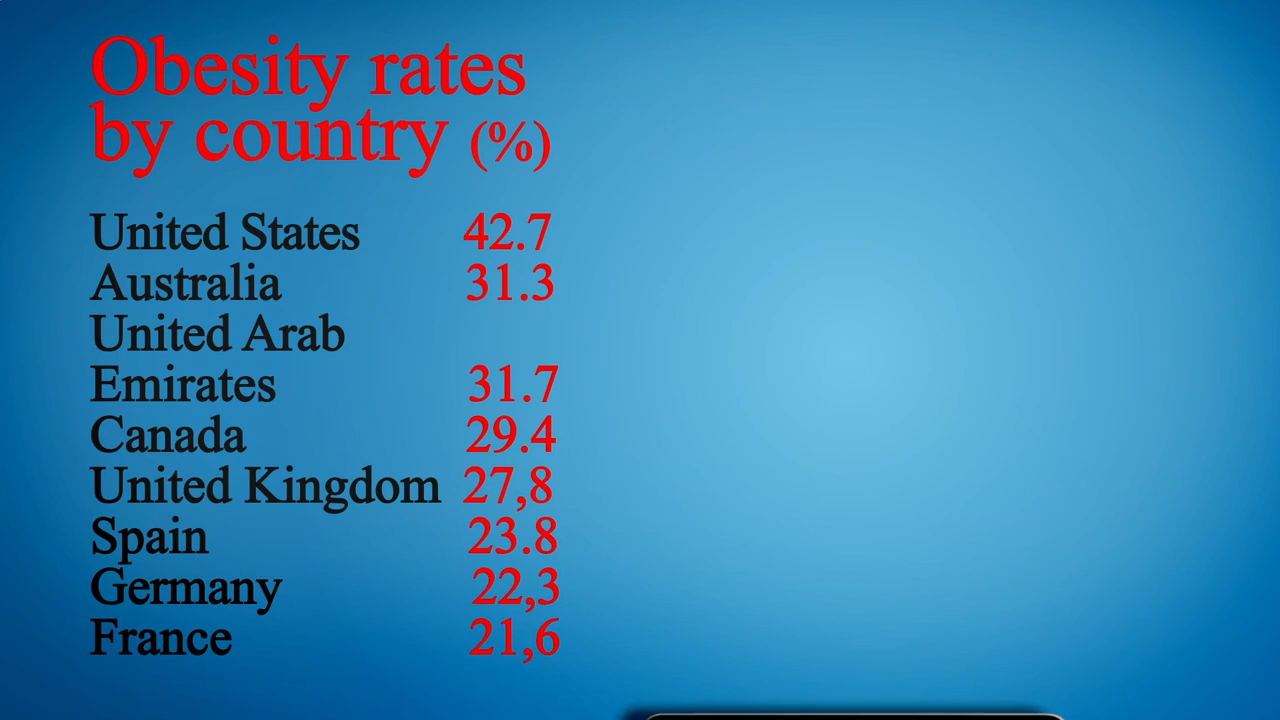 Obesity rates
by country (%)
United States 42.7
Australia 31.3
United Arab
Emirates 31.7
Canada 29.4
United Kingdom 27,8
Spain 23.8
Germany 22,3
France 21,6